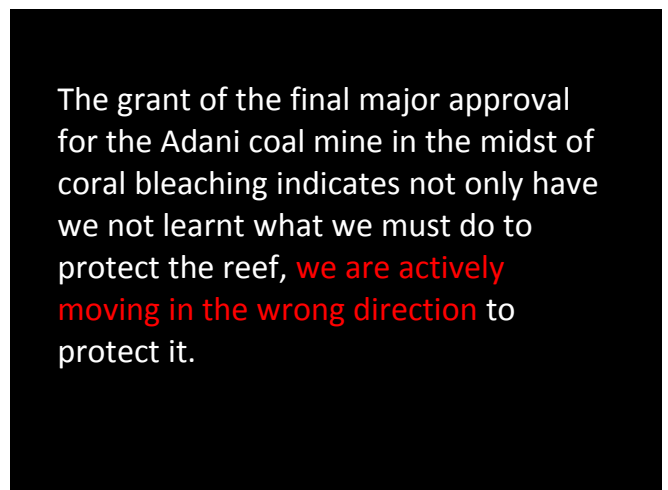 The grant of the final major approval
for the Adani coal mine in the midst of
coral bleaching indicates not only have
we not learnt what we must do to
protect the reef, we are actively
moving in the wrong direction to
protect it.